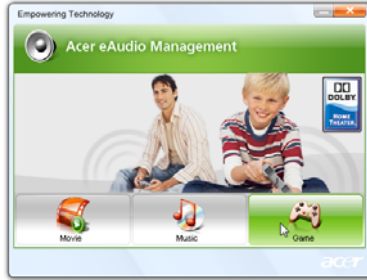 Empowering Technology
Acer eAudio Management
DOLBY
HOME
THEATER
Movie
Music
Game
acer